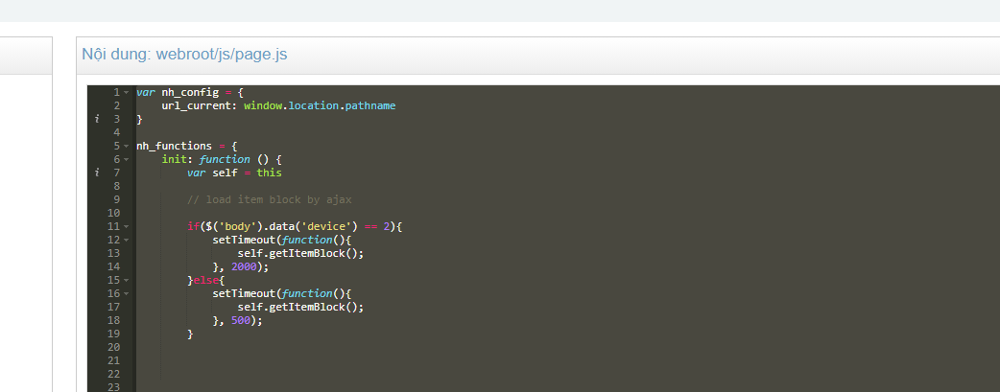 Nội dung: webroot/js/page.js
1 var nh_config = {
2 url_current: window.location.pathname
i 3 }
4
5 nh_functions = {
6 init: function () {
i 7 var self = this
8
9 // load item block by ajax
10
11 if($('body').data('device') == 2){
12 setTimeout(function(){
13 self.getItemBlock();
14 }, 2000);
15 }else{
16 setTimeout(function(){
17 self.getItemBlock();
18 }, 500);
19 }
20
21
22
23